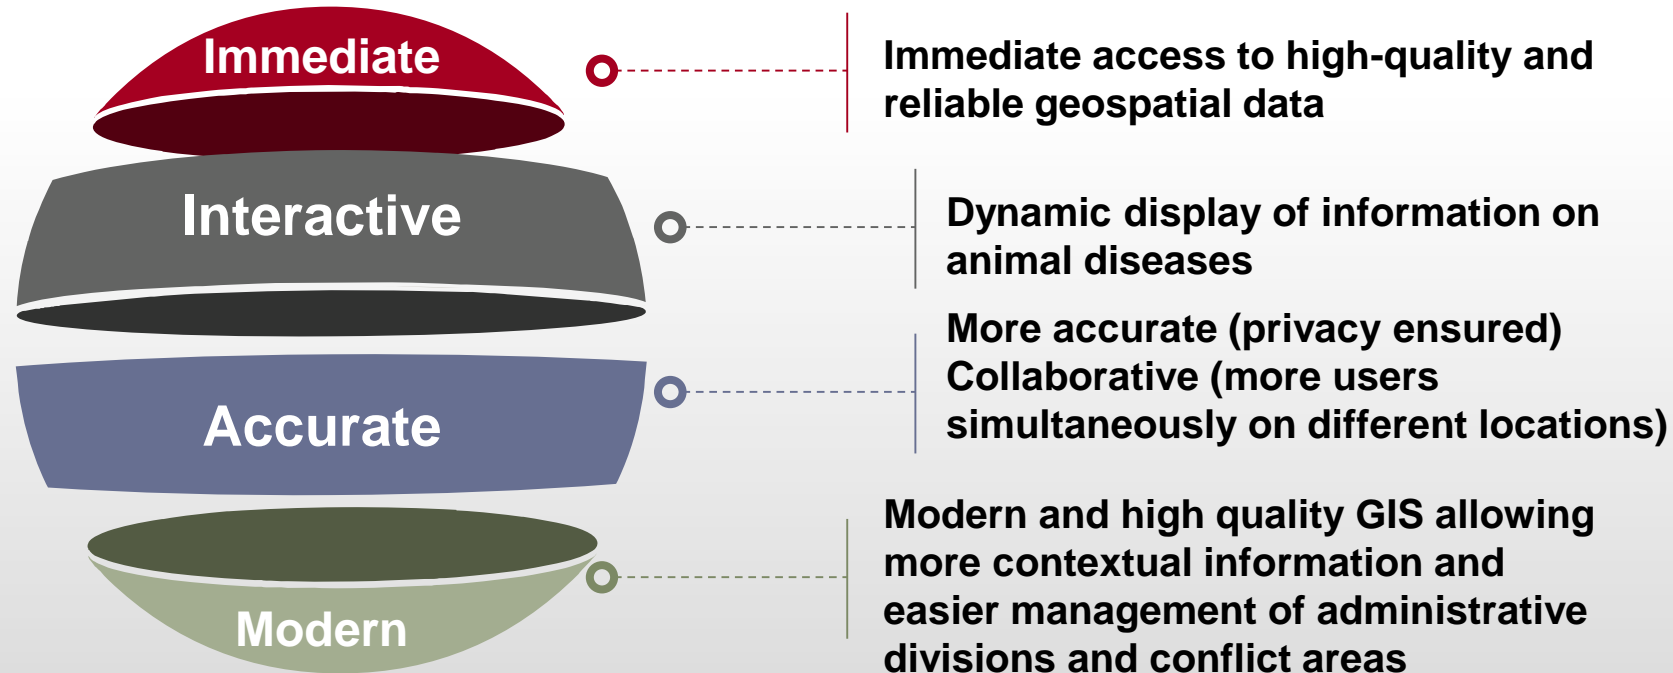 Immediate
Immediate access to high-quality and
reliable geospatial data
Interactive
Dynamic display of information on
animal diseases
Accurate
More accurate (privacy ensured)
Collaborative (more users
simultaneously on different locations)
Modern
Modern and high quality GIS allowing
more contextual information and
easier management of administrative
divisions and conflict areas